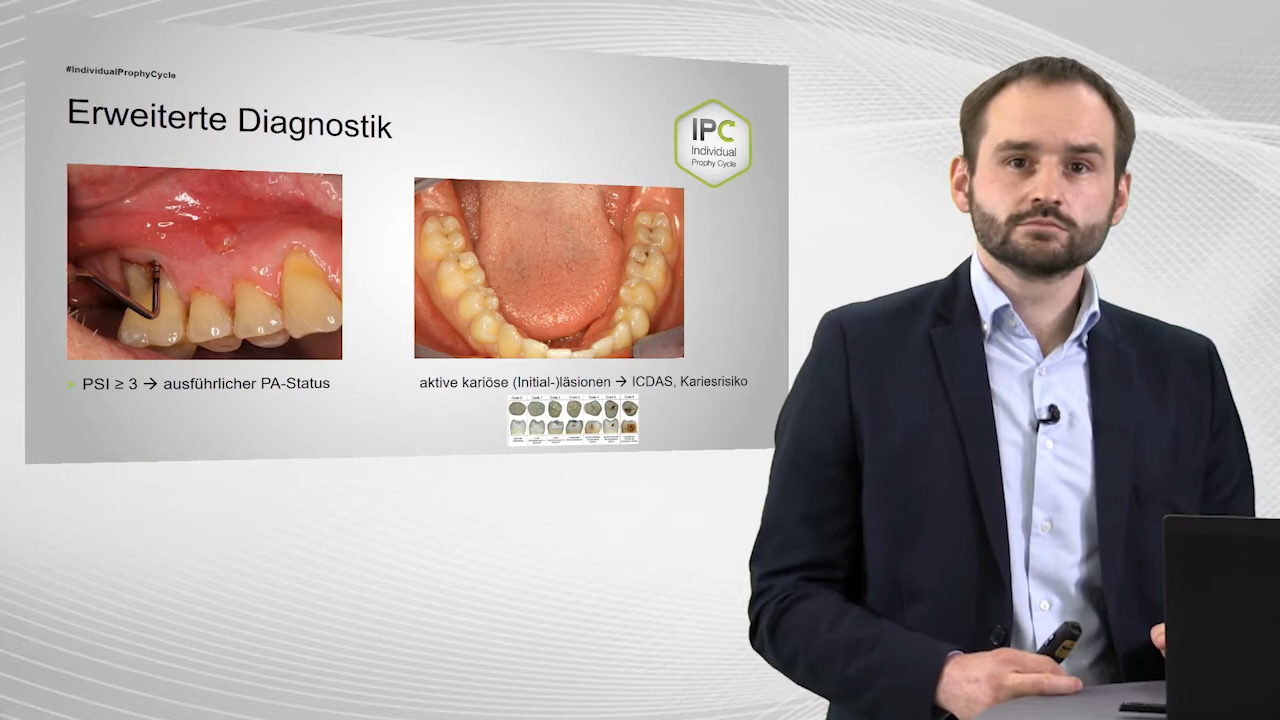 #IndividualProphyCycle
Erweiterte Diagnostik
IPC
Individual
Prophy Cycle
PSI ≥ 3 → ausführlicher PA-Status
aktive kariöse (Initial-)läsionen → ICDAS, Kariesrisiko